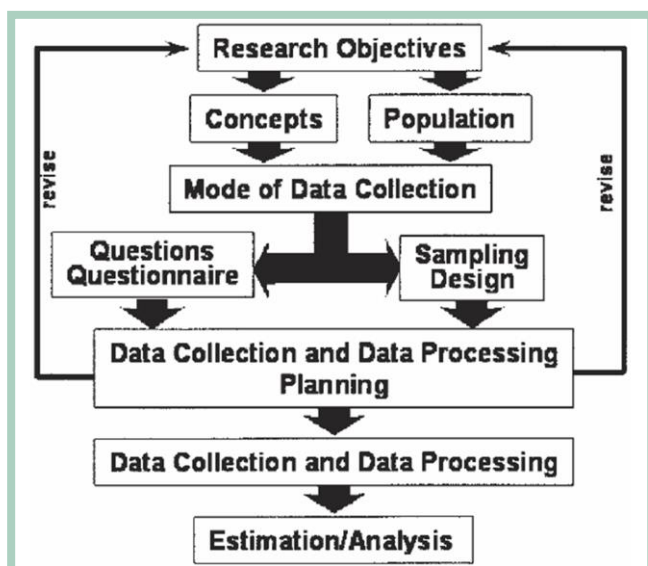 Research Objectives
Concepts
Population
Mode of Data Collection
revise
revise
Questions
Questionnaire
Sampling
Design
Data Collection and Data Processing
Planning
Data Collection and Data Processing
Estimation/Analysis